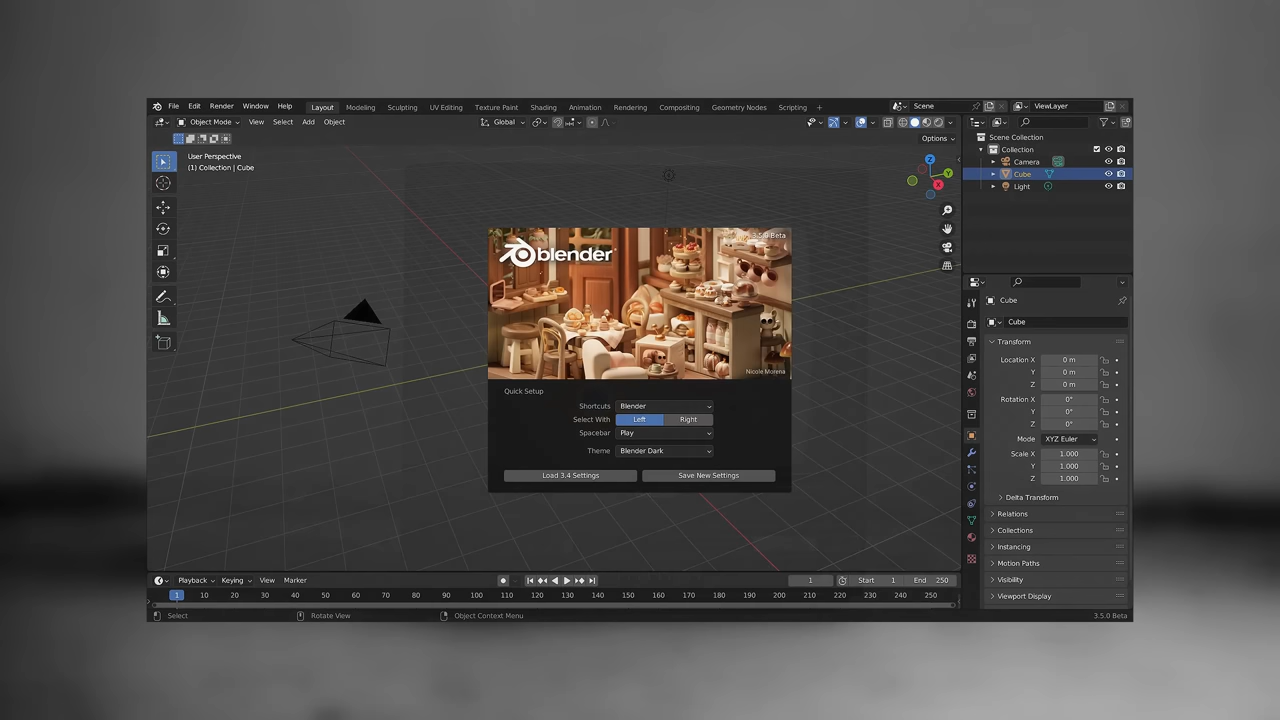 File Edit Render Window Help Layout Modeling Sculpting UV Editing Texture Paint Shading Animation Rendering Compositing Geometry Nodes Scripting + Scene ViewLayer
Object Mode View Select Add Object Global
Options
User Perspective
(1) Collection | Cube
Z
Y
X
Scene Collection
Collection
Camera
Cube
Light
3.5.0 Beta
blender
Nicole Morena
Quick Setup
Shortcuts Blender
Select With Left Right
Spacebar Play
Theme Blender Dark
Load 3.4 Settings Save New Settings
Cube
Cube
Transform
Location X 0 m
Y 0 m
Z 0 m
Rotation X 0°
Y 0°
Z 0°
Mode XYZ Euler
Scale X 1.000
Y 1.000
Z 1.000
Delta Transform
Relations
Collections
Instancing
Motion Paths
Visibility
Viewport Display
Playback Keying View Marker 1 Start 1 End 250
1 10 20 30 40 50 60 70 80 90 100 110 120 130 140 150 160 170 180 190 200 210 220 230 240 250
Select Rotate View Object Context Menu 3.5.0 Beta